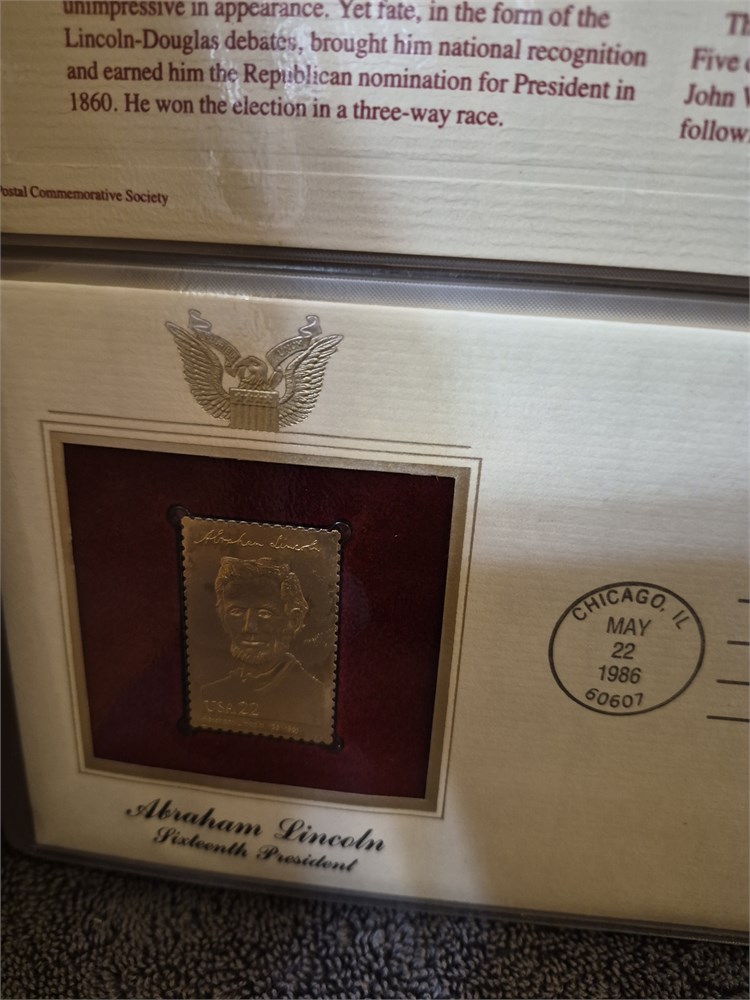 unimpressive in appearance. Yet fate, in the form of the
Lincoln-Douglas debates, brought him national recognition
and earned him the Republican nomination for President in
1860. He won the election in a three-way race.
Five
John
Postal Commemorative Society
Abraham Lincoln
USA 22
CHICAGO, IL
MAY
22
1986
60607
Abraham Lincoln
Sixteenth President